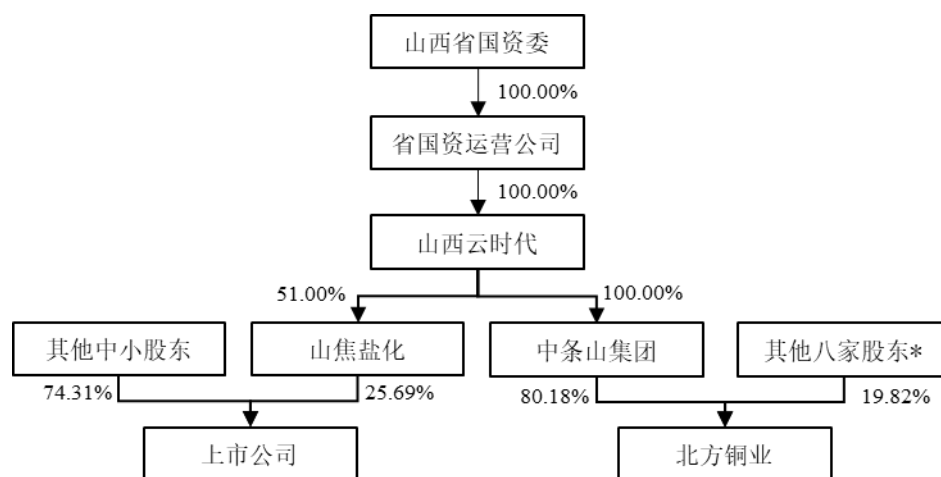 山西省国资委
100.00%
省国资运营公司
100.00%
山西云时代
51.00% 100.00%
其他中小股东 山焦盐化 中条山集团 其他八家股东*
74.31% 25.69% 80.18% 19.82%
上市公司 北方铜业